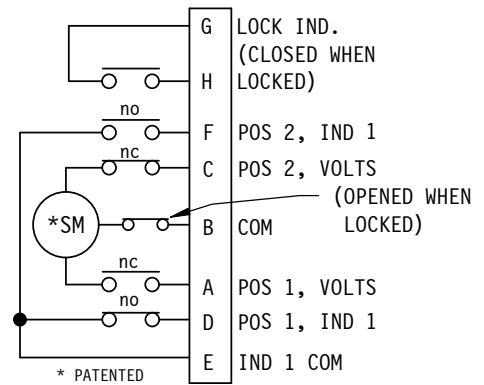 G LOCK IND.
(CLOSED WHEN
H LOCKED)
no
F POS 2, IND 1
nc
C POS 2, VOLTS
(OPENED WHEN
*SM B COM LOCKED)
nc
A POS 1, VOLTS
no
D POS 1, IND 1
E IND 1 COM
* PATENTED